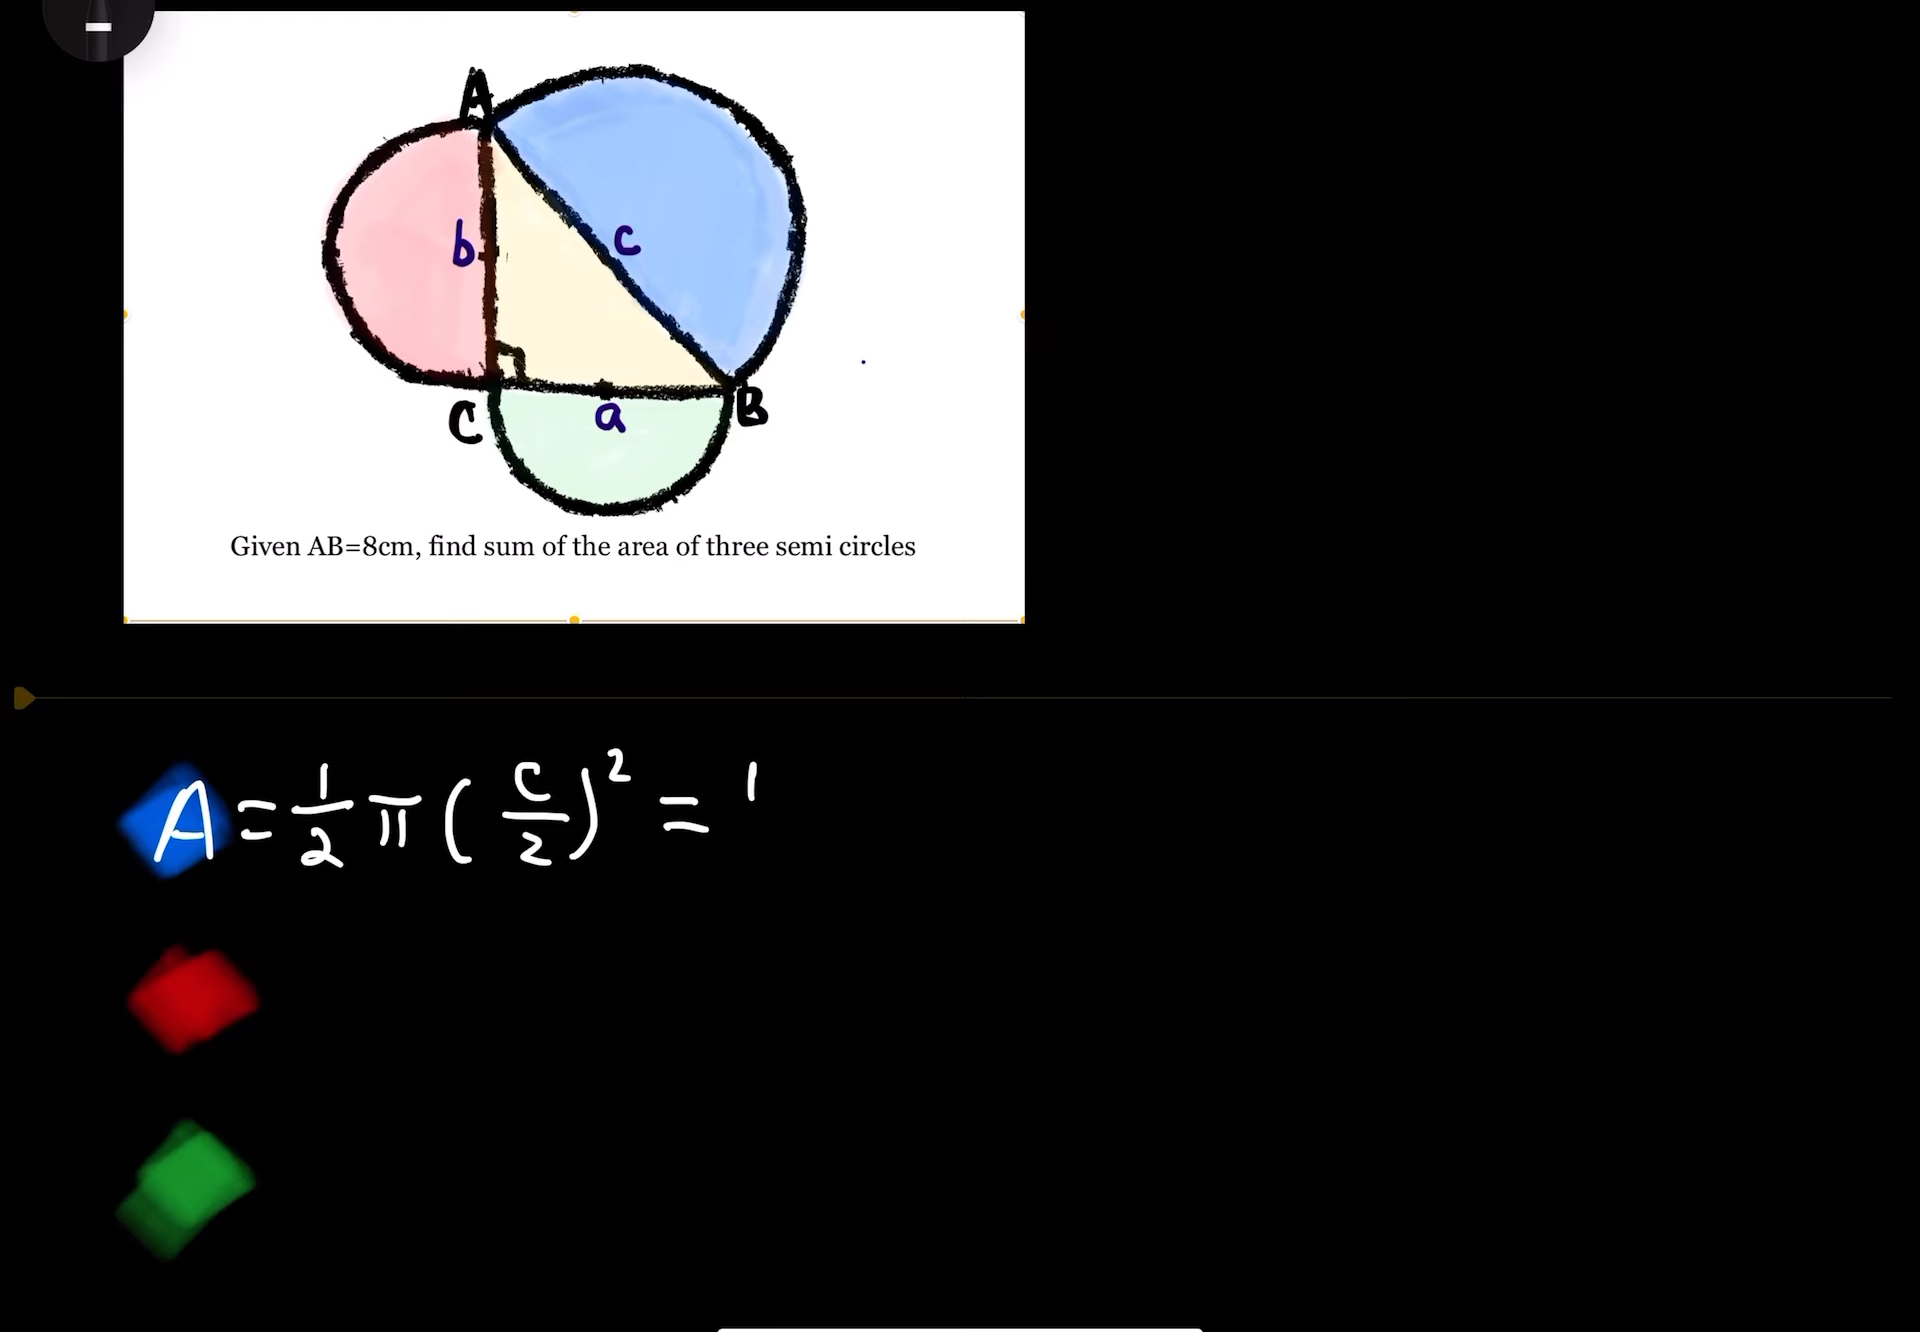 A
b
c
C
a
B
Given AB=8cm, find sum of the area of three semi circles
A = 1/2 π ( c/2 )² = 1